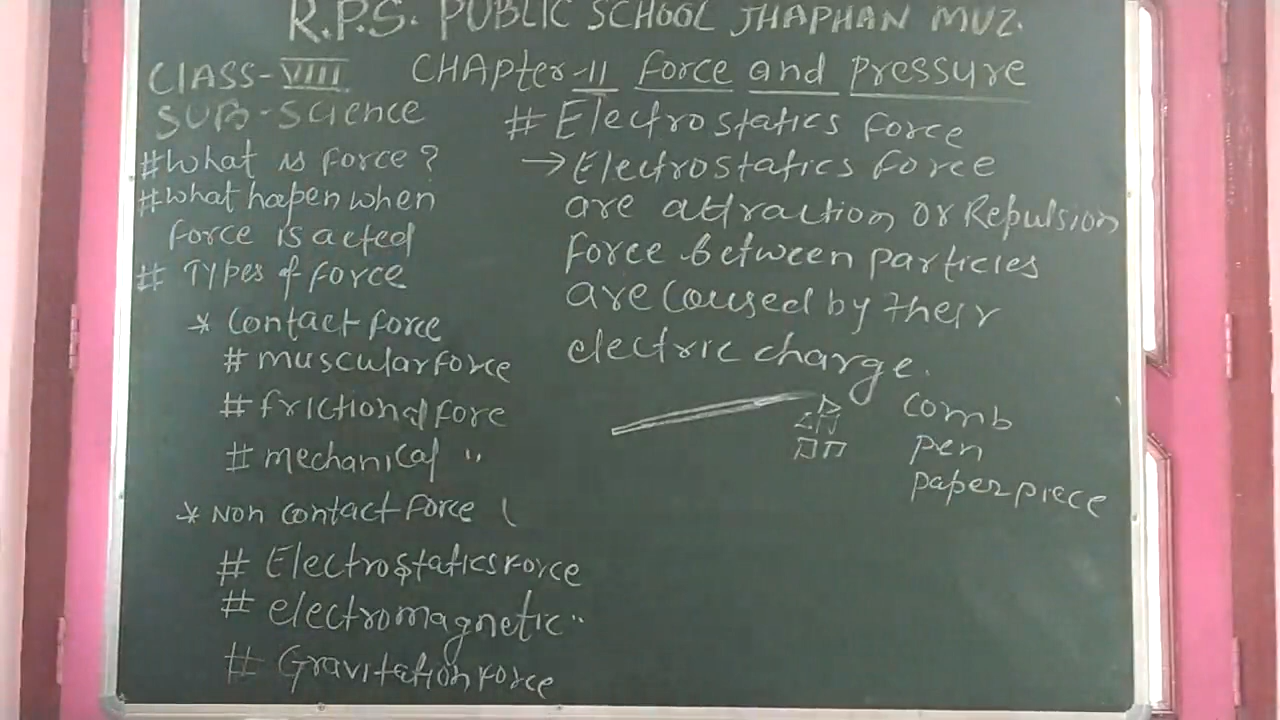 R.P.S. PUBLIC SCHOOL JHAPHAN MUZ.
CLASS-VIII CHAPter-11 Force and Pressure
SUB-Science
#What is force?
#What hapen when
force is acted
# Types of force
* Contact force
# muscular force
# frictional fore
# mechanical "
* Non contact force (
# Electrostatics Force
# electromagnetic "
# Gravitation Force
# Electrostatics force
→ Electrostatics force
are attraction or Repulsion
force between particles
are caused by their
electric charge.
comb
pen
paper piece